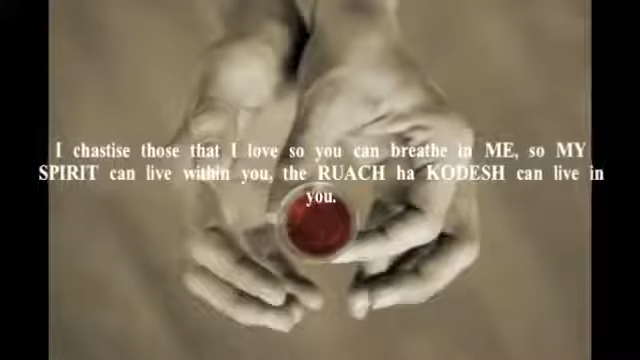 I chastise those that I love so you can breathe in ME, so MY
SPIRIT can live within you, the RUACH ha KODESH can live in
you.